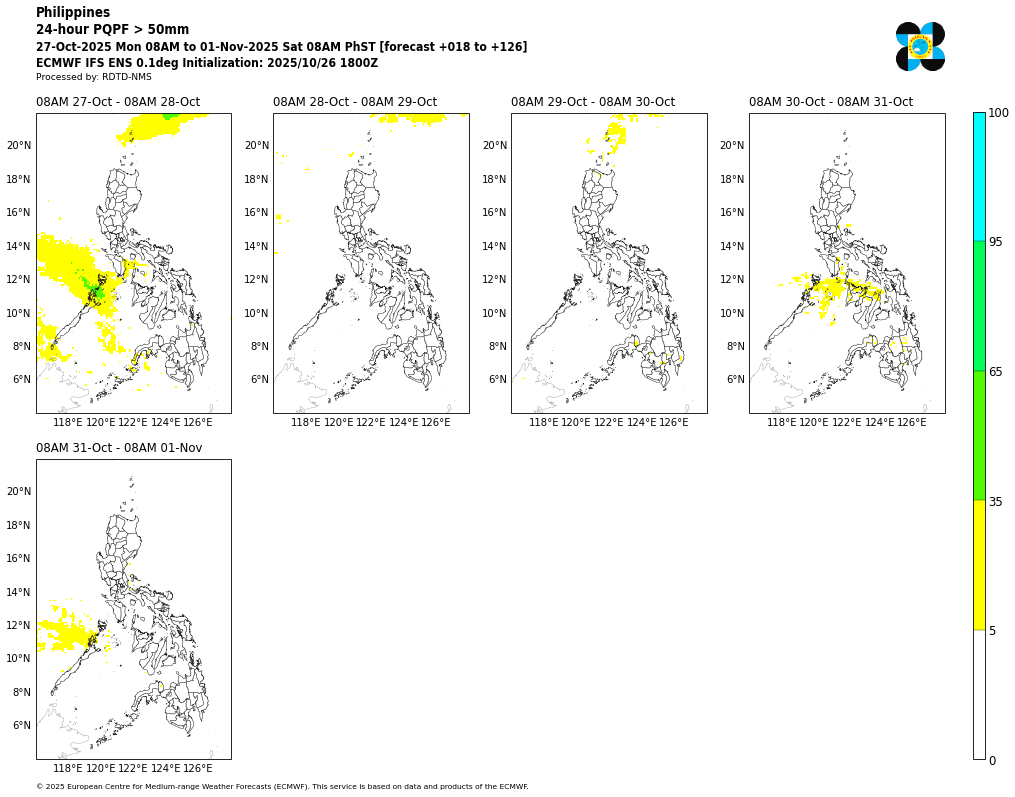 Philippines
24-hour PQPF > 50mm
27-Oct-2025 Mon 08AM to 01-Nov-2025 Sat 08AM PhST [forecast +018 to +126]
ECMWF IFS ENS 0.1deg Initialization: 2025/10/26 1800Z
Processed by: RDTD-NMS
08AM 27-Oct - 08AM 28-Oct
08AM 28-Oct - 08AM 29-Oct
08AM 29-Oct - 08AM 30-Oct
08AM 30-Oct - 08AM 31-Oct
20°N 20°N 20°N 20°N
18°N 18°N 18°N 18°N
16°N 16°N 16°N 16°N
14°N 14°N 14°N 14°N
12°N 12°N 12°N 12°N
10°N 10°N 10°N 10°N
8°N 8°N 8°N 8°N
6°N 6°N 6°N 6°N
118°E 120°E 122°E 124°E 126°E
118°E 120°E 122°E 124°E 126°E
118°E 120°E 122°E 124°E 126°E
118°E 120°E 122°E 124°E 126°E
100
95
65
35
5
0
08AM 31-Oct - 08AM 01-Nov
20°N
18°N
16°N
14°N
12°N
10°N
8°N
6°N
118°E 120°E 122°E 124°E 126°E
© 2025 European Centre for Medium-range Weather Forecasts (ECMWF). This service is based on data and products of the ECMWF.